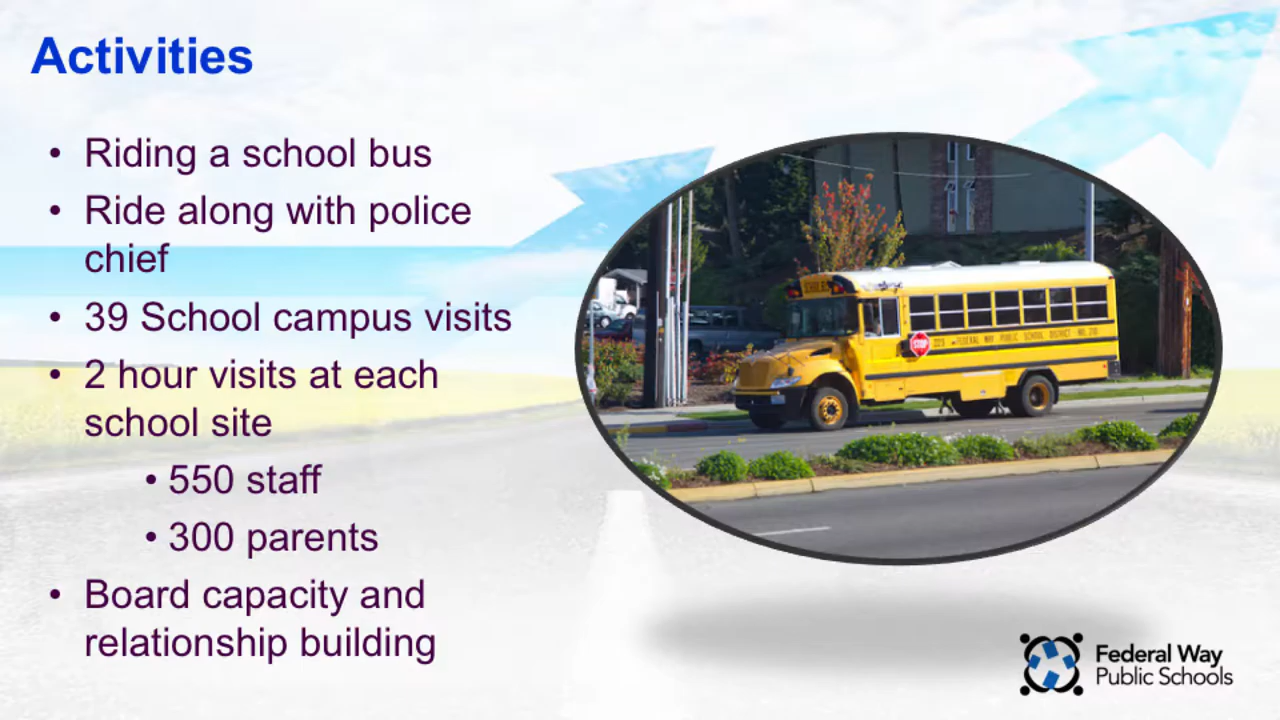 Activities
• Riding a school bus
• Ride along with police
chief
• 39 School campus visits
• 2 hour visits at each
school site
• 550 staff
• 300 parents
• Board capacity and
relationship building
STOP
FEDERAL WAY PUBLIC SCHOOL DISTRICT NO. 210
Federal Way
Public Schools